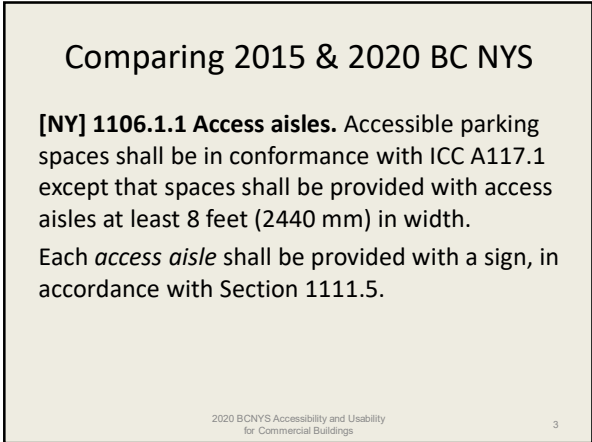 Comparing 2015 & 2020 BC NYS
[NY] 1106.1.1 Access aisles. Accessible parking
spaces shall be in conformance with ICC A117.1
except that spaces shall be provided with access
aisles at least 8 feet (2440 mm) in width.
Each access aisle shall be provided with a sign, in
accordance with Section 1111.5.
2020 BCNYS Accessibility and Usability
for Commercial Buildings
3